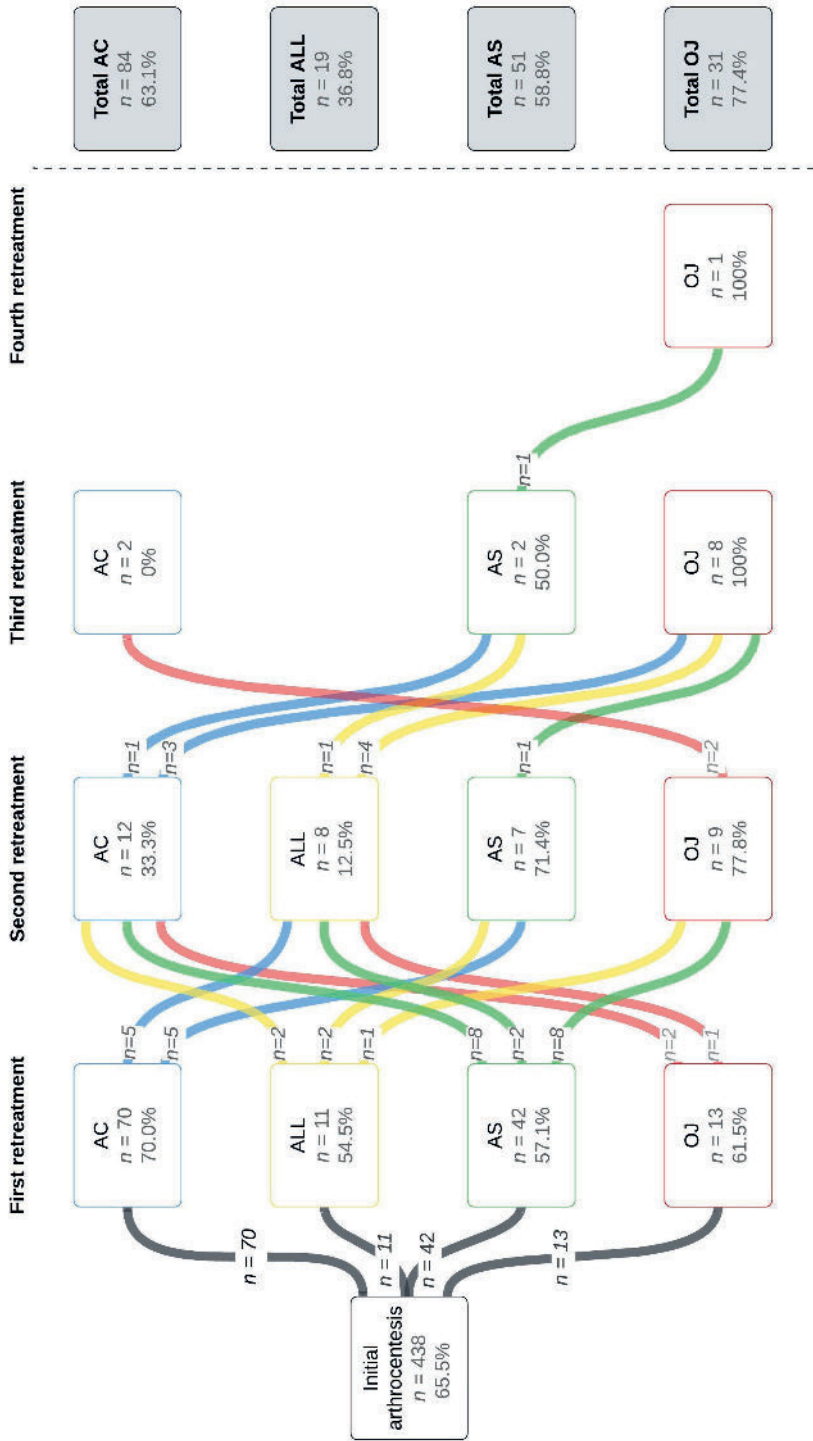 First retreatment
Second retreatment
Third retreatment
Fourth retreatment
Initial
arthrocentesis
n = 438
65.5%
n = 70
n = 11
n = 42
n = 13
AC
n = 70
70.0%
n=5
n=5
ALL
n = 11
54.5%
n=2
n=2
n=1
AS
n = 42
57.1%
n=8
n=2
n=8
OJ
n = 13
61.5%
n=2
n=1
AC
n = 12
33.3%
n=1
n=3
ALL
n = 8
12.5%
n=1
n=4
AS
n = 7
71.4%
n=1
OJ
n = 9
77.8%
n=2
AC
n = 2
0%
AS
n = 2
50.0%
n=1
OJ
n = 8
100%
OJ
n = 1
100%
Total AC
n = 84
63.1%
Total ALL
n = 19
36.8%
Total AS
n = 51
58.8%
Total OJ
n = 31
77.4%